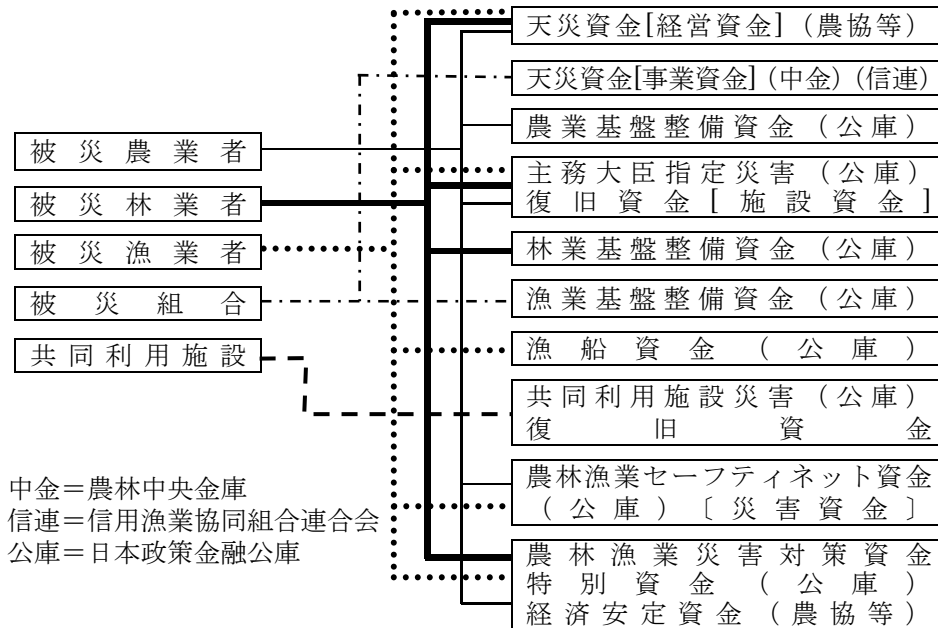 被災農業者
被災林業者
被災漁業者
被災組合
共同利用施設
中金＝農林中央金庫
信連＝信用漁業協同組合連合会
公庫＝日本政策金融公庫
天災資金[経営資金]（農協等）
天災資金[事業資金]（中金）（信連）
農業基盤整備資金（公庫）
主務大臣指定災害（公庫）
復旧資金[施設資金]
林業基盤整備資金（公庫）
漁業基盤整備資金（公庫）
漁船資金（公庫）
共同利用施設災害（公庫）
復旧資金
農林漁業セーフティネット資金
（公庫）〔災害資金〕
農林漁業災害対策資金
特別資金（公庫）
経済安定資金（農協等）